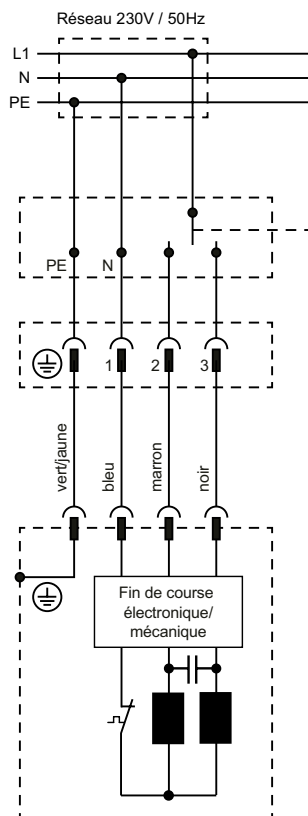 Réseau 230V / 50Hz
L1
N
PE
PE
N
1
2
3
vert/jaune
bleu
marron
noir
Fin de course
électronique/
mécanique